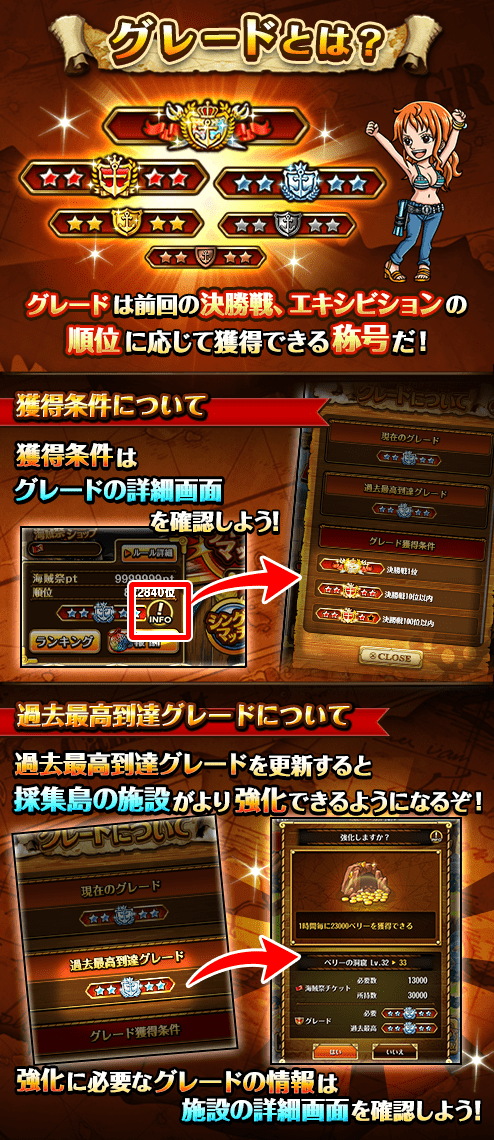 グレードとは?
グレードは前回の決勝戦、エキシビションの
順位に応じて獲得できる称号だ!
獲得条件について
獲得条件は
グレードの詳細画面
を確認しよう!
海賊祭ショップ
ルール詳細
海賊祭pt 9999999pt
順位
2840位
INFO
ランキング
グレードについて
現在のグレード
過去最高到達グレード
グレード獲得条件
決勝戦1位
決勝戦10位以内
決勝戦100位以内
CLOSE
過去最高到達グレードについて
過去最高到達グレードを更新すると
採集島の施設がより強化できるようになるぞ!
グレードについて
現在のグレード
過去最高到達グレード
グレード獲得条件
強化しますか?
1時間毎に23000ベリーを獲得できる
ベリーの洞窟 Lv.32 ▸ 33
海賊祭チケット
必要数 13000
所持数 30000
グレード
必要
過去最高
はい
いいえ
強化に必要なグレードの情報は
施設の詳細画面を確認しよう!